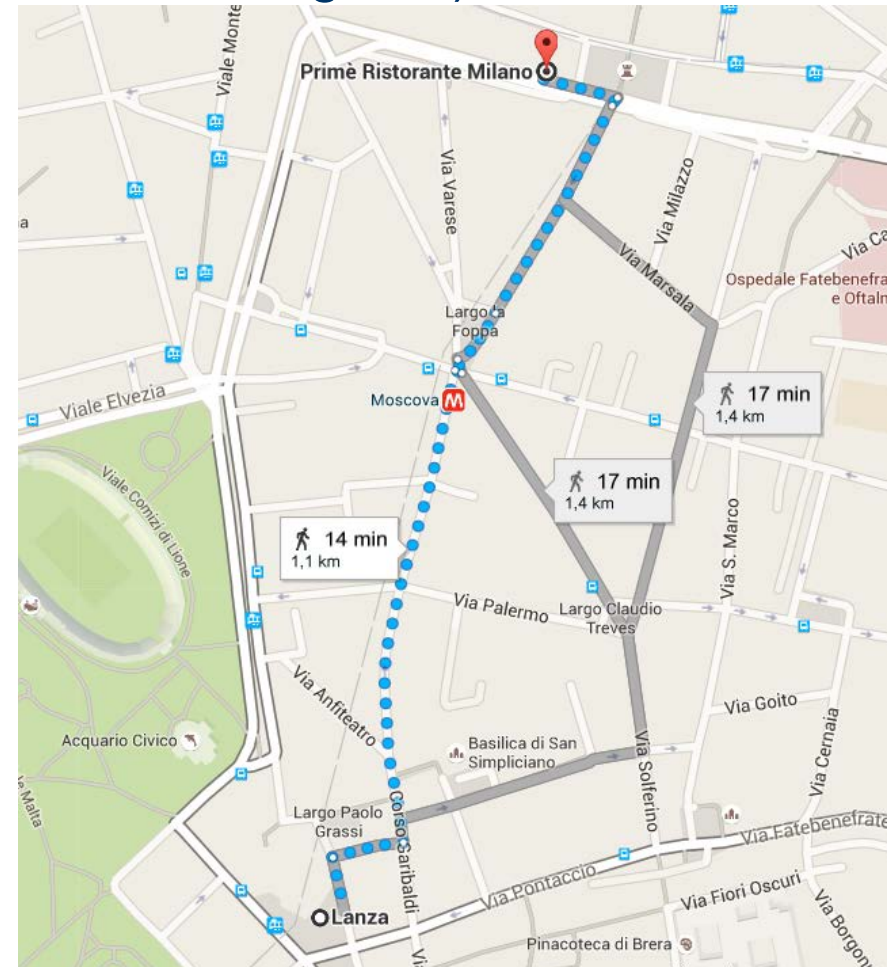 Viale Monte
Primè Ristorante Milano
Via Varese
Via Milazzo
a
Via Marsala
Via Ca
Ospedale Fatebenefra
e Oftaln
Largo la
Foppa
Moscova
M
Viale Elvezia
17 min
1,4 km
17 min
1,4 km
Viale Comizi di Lione
14 min
1,1 km
Via S. Marco
Via Palermo
Largo Claudio
Treves
Via Anfiteatro
Via Goito
Acquario Civico
Basilica di San
Simpliciano
Via Solferino
Via Cernaia
le Malta
Largo Paolo
Grassi
Corso Garibaldi
Via Fatebenefrate
Via Pontaccio
Via Fiori Oscuri
Lanza
Via Borgon
Pinacoteca di Brera